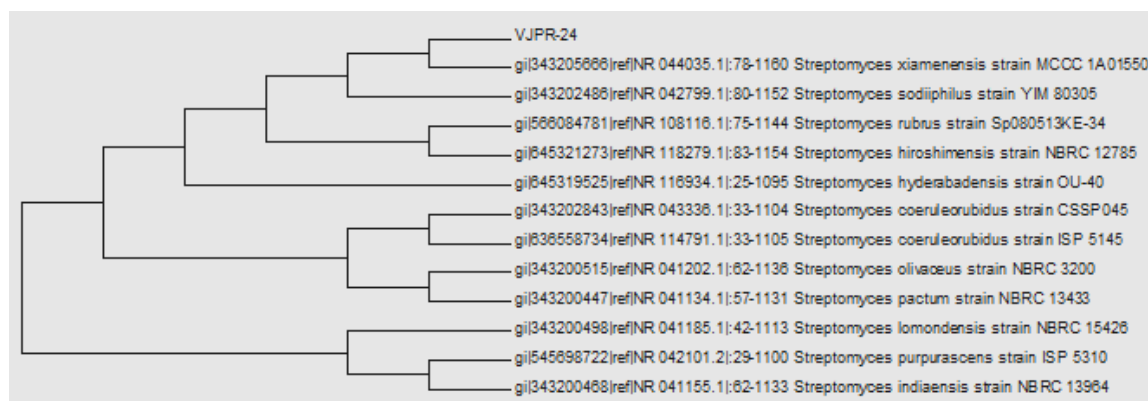 VJPR-24
gi|343205666|ref|NR 044035.1|:78-1160 Streptomyces xiamenensis strain MCCC 1A01550
gi|343202486|ref|NR 042799.1|:80-1152 Streptomyces sodiiphilus strain YIM 80305
gi|566084781|ref|NR 108116.1|:75-1144 Streptomyces rubrus strain Sp080513KE-34
gi|645321273|ref|NR 118279.1|:83-1154 Streptomyces hiroshimensis strain NBRC 12785
gi|645319525|ref|NR 116934.1|:25-1095 Streptomyces hyderabadensis strain OU-40
gi|343202843|ref|NR 043336.1|:33-1104 Streptomyces coeruleorubidus strain CSSP045
gi|636558734|ref|NR 114791.1|:33-1105 Streptomyces coeruleorubidus strain ISP 5145
gi|343200515|ref|NR 041202.1|:62-1136 Streptomyces olivaceus strain NBRC 3200
gi|343200447|ref|NR 041134.1|:57-1131 Streptomyces pactum strain NBRC 13433
gi|343200498|ref|NR 041185.1|:42-1113 Streptomyces lomondensis strain NBRC 15426
gi|545698722|ref|NR 042101.2|:29-1100 Streptomyces purpurascens strain ISP 5310
gi|343200468|ref|NR 041155.1|:62-1133 Streptomyces indiaensis strain NBRC 13964